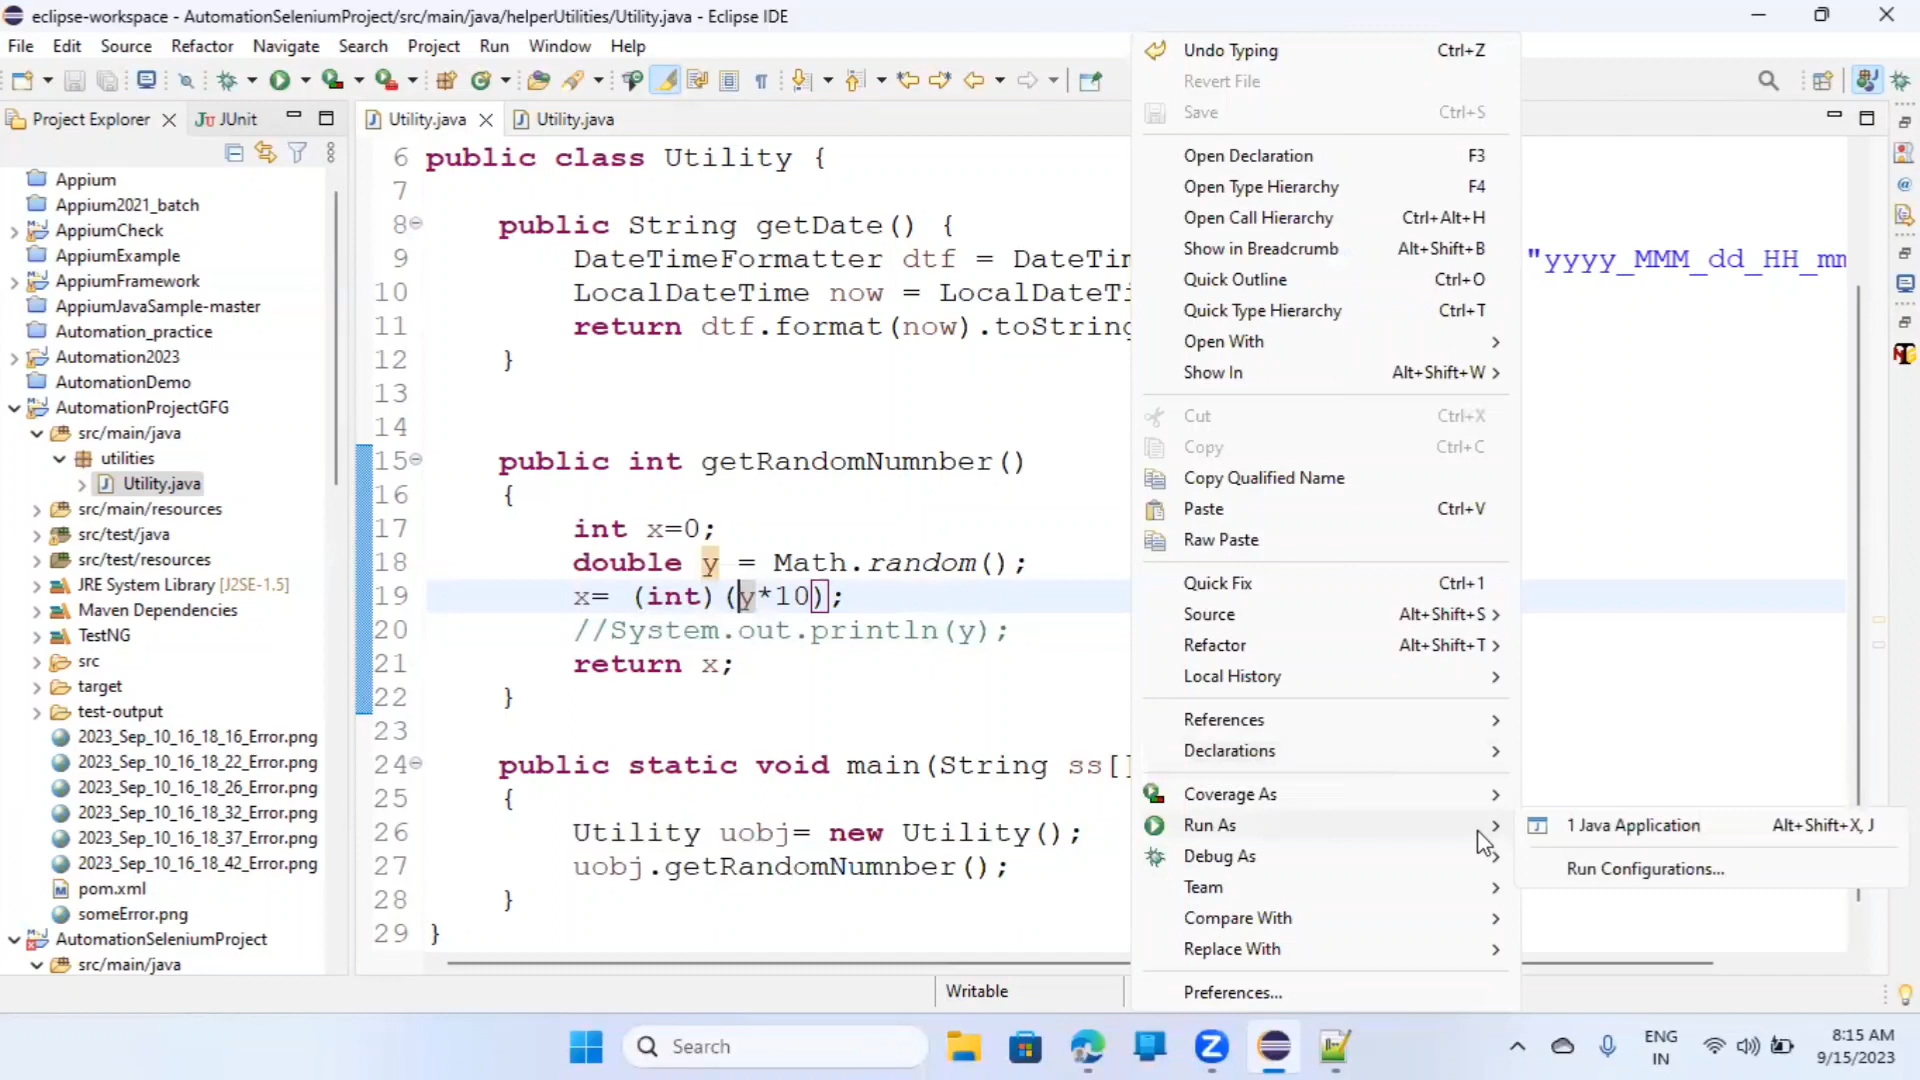 eclipse-workspace - AutomationSeleniumProject/src/main/java/helperUtilities/Utility.java - Eclipse IDE
File Edit Source Refactor Navigate Search Project Run Window Help
Project Explorer
JUnit
Utility.java
Utility.java
Appium
Appium2021_batch
AppiumCheck
AppiumExample
AppiumFramework
AppiumJavaSample-master
Automation_practice
Automation2023
AutomationDemo
AutomationProjectGFG
src/main/java
utilities
Utility.java
src/main/resources
src/test/java
src/test/resources
JRE System Library [J2SE-1.5]
Maven Dependencies
TestNG
src
target
test-output
2023_Sep_10_16_18_16_Error.png
2023_Sep_10_16_18_22_Error.png
2023_Sep_10_16_18_26_Error.png
2023_Sep_10_16_18_32_Error.png
2023_Sep_10_16_18_37_Error.png
2023_Sep_10_16_18_42_Error.png
pom.xml
someError.png
AutomationSeleniumProject
src/main/java
6 public class Utility {
7
8 public String getDate() {
9 DateTimeFormatter dtf = DateTim "yyyy_MMM_dd_HH_mm
10 LocalDateTime now = LocalDateTi
11 return dtf.format(now).toString
12 }
13
14
15 public int getRandomNumnber()
16 {
17 int x=0;
18 double y = Math.random();
19 x= (int)(y*10);
20 //System.out.println(y);
21 return x;
22 }
23
24 public static void main(String ss[]
25 {
26 Utility uobj= new Utility();
27 uobj.getRandomNumnber();
28 }
29 }
Undo Typing Ctrl+Z
Revert File
Save Ctrl+S
Open Declaration F3
Open Type Hierarchy F4
Open Call Hierarchy Ctrl+Alt+H
Show in Breadcrumb Alt+Shift+B
Quick Outline Ctrl+O
Quick Type Hierarchy Ctrl+T
Open With
Show In Alt+Shift+W
Cut Ctrl+X
Copy Ctrl+C
Copy Qualified Name
Paste Ctrl+V
Raw Paste
Quick Fix Ctrl+1
Source Alt+Shift+S
Refactor Alt+Shift+T
Local History
References
Declarations
Coverage As
Run As
Debug As
Team
Compare With
Replace With
Preferences...
1 Java Application Alt+Shift+X, J
Run Configurations...
Writable
Search
ENG
IN
8:15 AM
9/15/2023